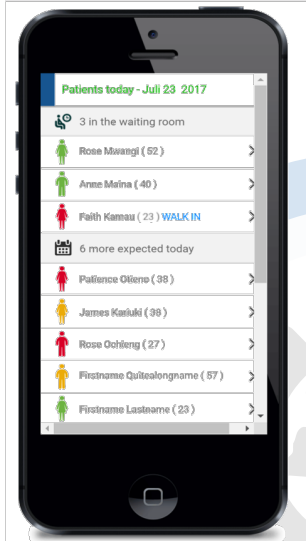 Patients today - Juli 23 2017
3 in the waiting room
Rose Mwangi ( 52 )
Anne Maina ( 40 )
Faith Kamau ( 23 ) WALK IN
6 more expected today
Patience Otieno ( 38 )
James Kariuki ( 38 )
Rose Ochieng ( 27 )
Firstname Quitealongname ( 57 )
Firstname Lastname ( 23 )